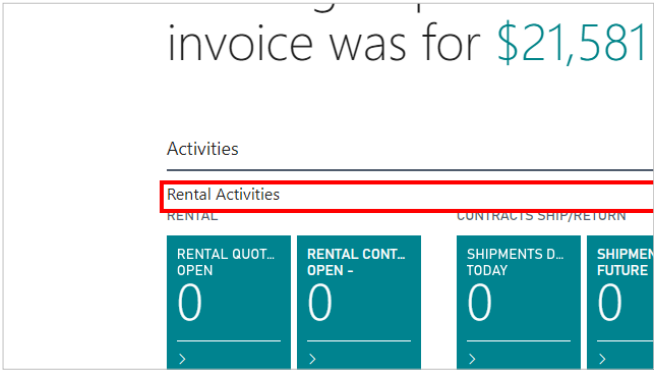 invoice was for $21,581
Activities
Rental Activities
RENTAL
CONTRACTS SHIP/RETURN
RENTAL QUOT...
OPEN
0
RENTAL CONT...
OPEN -
0
SHIPMENTS D...
TODAY
0
SHIPMEN
FUTURE
0